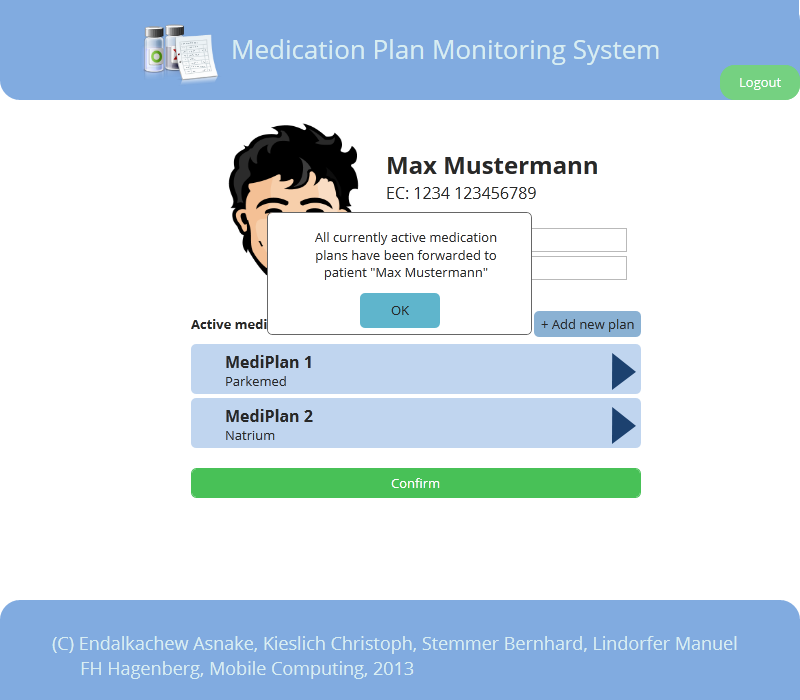 Medication Plan Monitoring System
Logout
Max Mustermann
EC: 1234 123456789
All currently active medication
plans have been forwarded to
patient "Max Mustermann"
OK
Active medi
+ Add new plan
MediPlan 1
Parkemed
MediPlan 2
Natrium
Confirm
(C) Endalkachew Asnake, Kieslich Christoph, Stemmer Bernhard, Lindorfer Manuel
FH Hagenberg, Mobile Computing, 2013